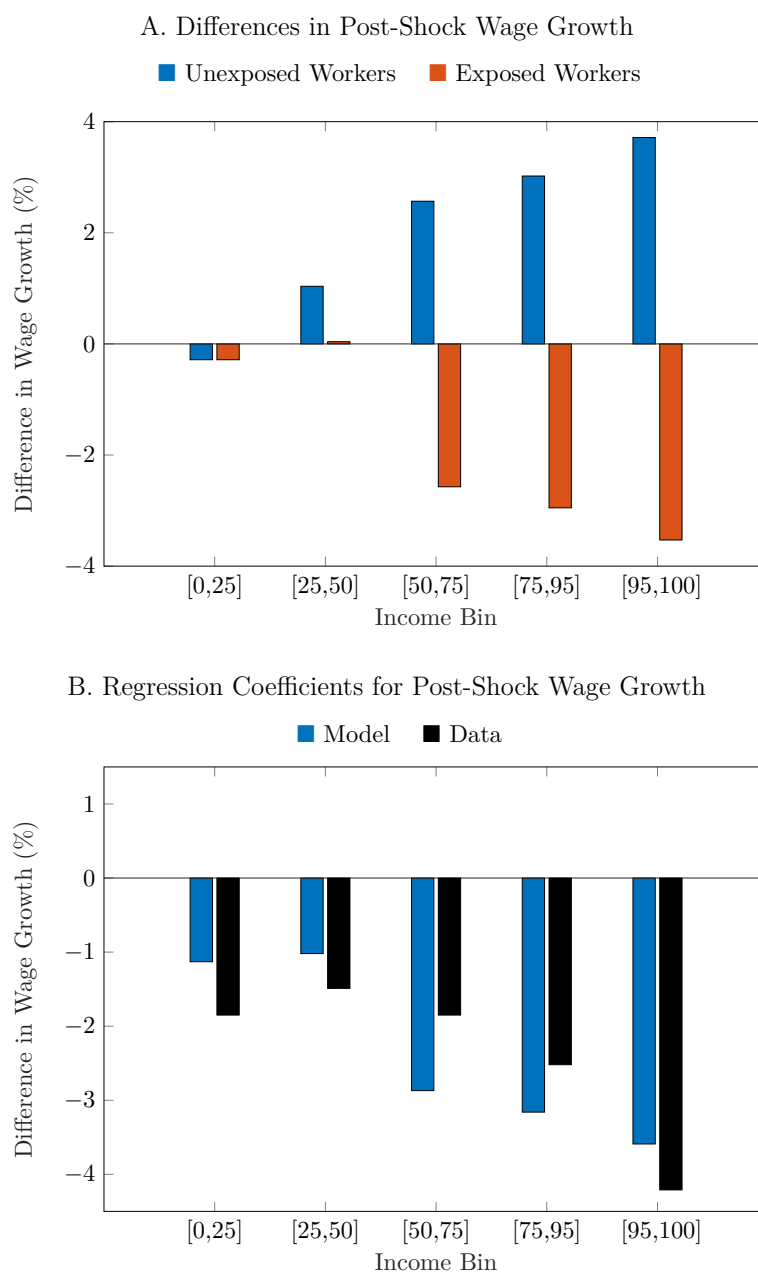 A. Differences in Post-Shock Wage Growth
Unexposed Workers Exposed Workers
Difference in Wage Growth (%)
4
2
0
−2
−4
[0,25] [25,50] [50,75] [75,95] [95,100]
Income Bin
B. Regression Coefficients for Post-Shock Wage Growth
Model Data
Difference in Wage Growth (%)
1
0
−1
−2
−3
−4
[0,25] [25,50] [50,75] [75,95] [95,100]
Income Bin